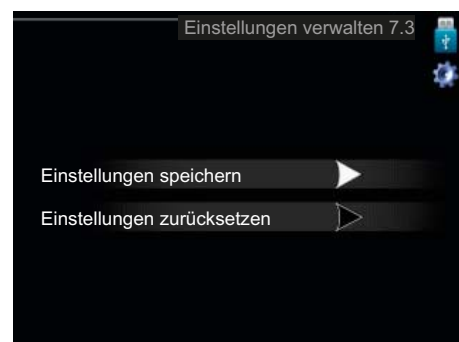 Einstellungen verwalten 7.3
Einstellungen speichern
Einstellungen zurücksetzen